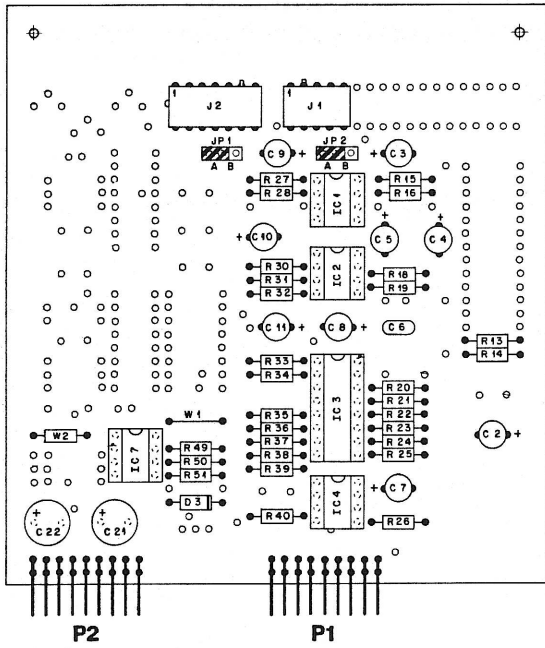 1 J2
1 J1
JP1
A B
C9 +
JP2
A B
+ C3
R27
R28
IC1
R15
R16
+ C10
+ C5
+ C4
R30
R31
R32
IC2
R18
R19
C11 +
C8 +
C6
R13
R14
R33
R34
IC3
R20
R21
R22
R23
R24
R25
W1
W2
IC7
R35
R36
R37
R38
R39
C2 +
R49
R50
R51
D3
IC4
+ C7
R40
R26
+ C22
+ C21
P2
P1